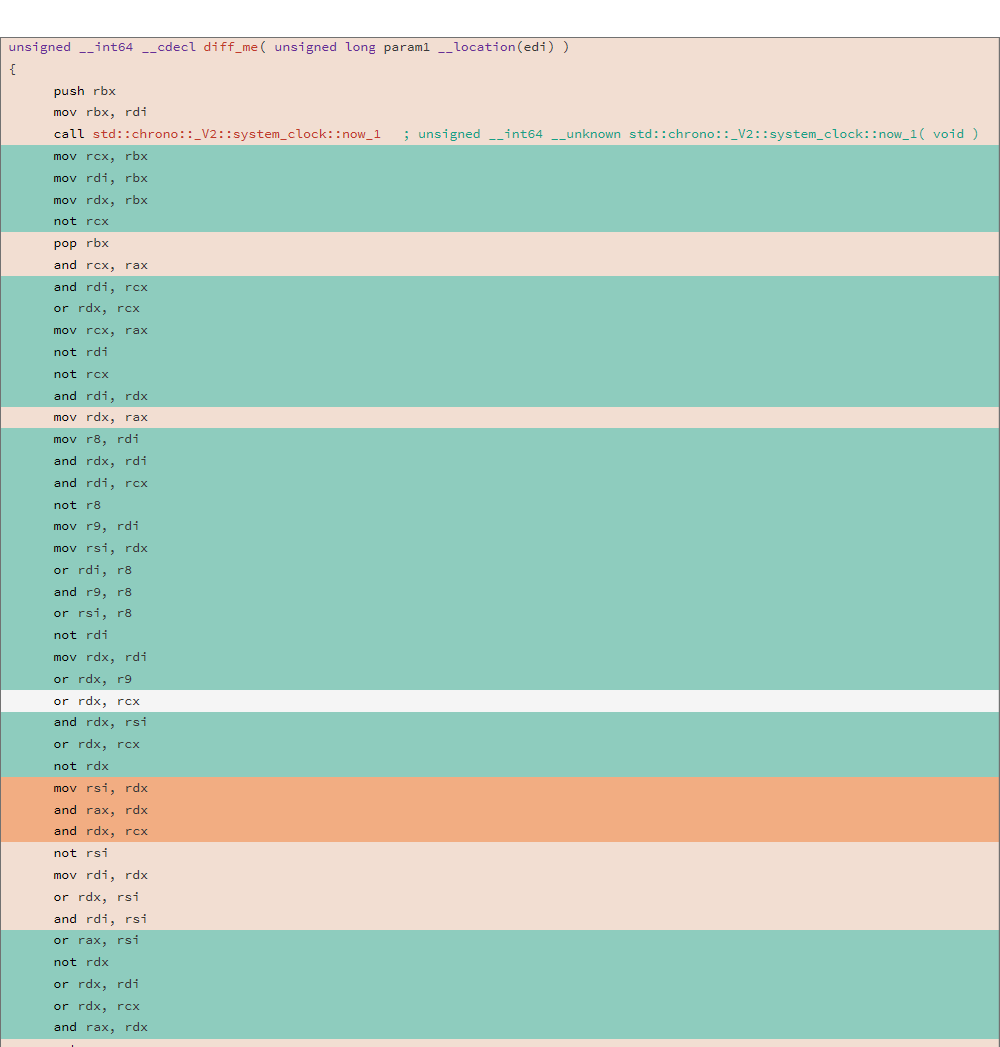 unsigned __int64 __cdecl diff_me( unsigned long param1 __location(edi) )
{
push rbx
mov rbx, rdi
call std::chrono::_V2::system_clock::now_1 ; unsigned __int64 __unknown std::chrono::_V2::system_clock::now_1( void )
mov rcx, rbx
mov rdi, rbx
mov rdx, rbx
not rcx
pop rbx
and rcx, rax
and rdi, rcx
or rdx, rcx
mov rcx, rax
not rdi
not rcx
and rdi, rdx
mov rdx, rax
mov r8, rdi
and rdx, rdi
and rdi, rcx
not r8
mov r9, rdi
mov rsi, rdx
or rdi, r8
and r9, r8
or rsi, r8
not rdi
mov rdx, rdi
or rdx, r9
or rdx, rcx
and rdx, rsi
or rdx, rcx
not rdx
mov rsi, rdx
and rax, rdx
and rdx, rcx
not rsi
mov rdi, rdx
or rdx, rsi
and rdi, rsi
or rax, rsi
not rdx
or rdx, rdi
or rdx, rcx
and rax, rdx